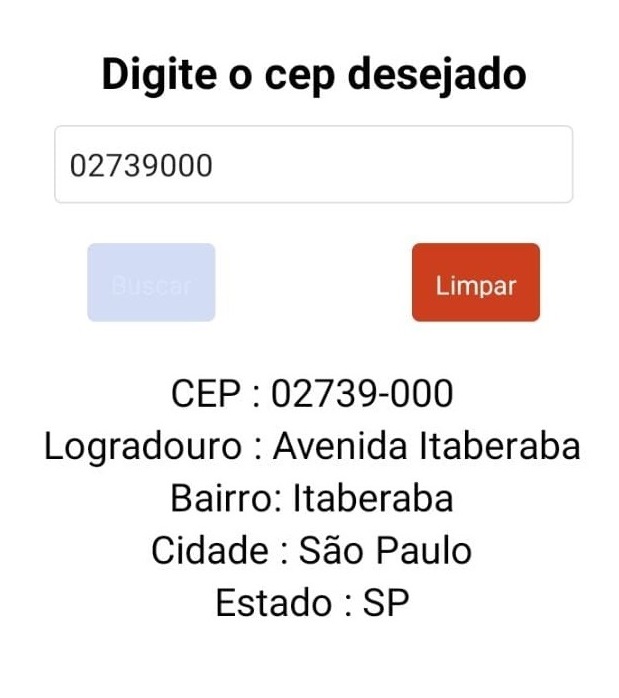 Digite o cep desejado
02739000
Buscar
Limpar
CEP : 02739-000
Logradouro : Avenida Itaberaba
Bairro: Itaberaba
Cidade : São Paulo
Estado : SP